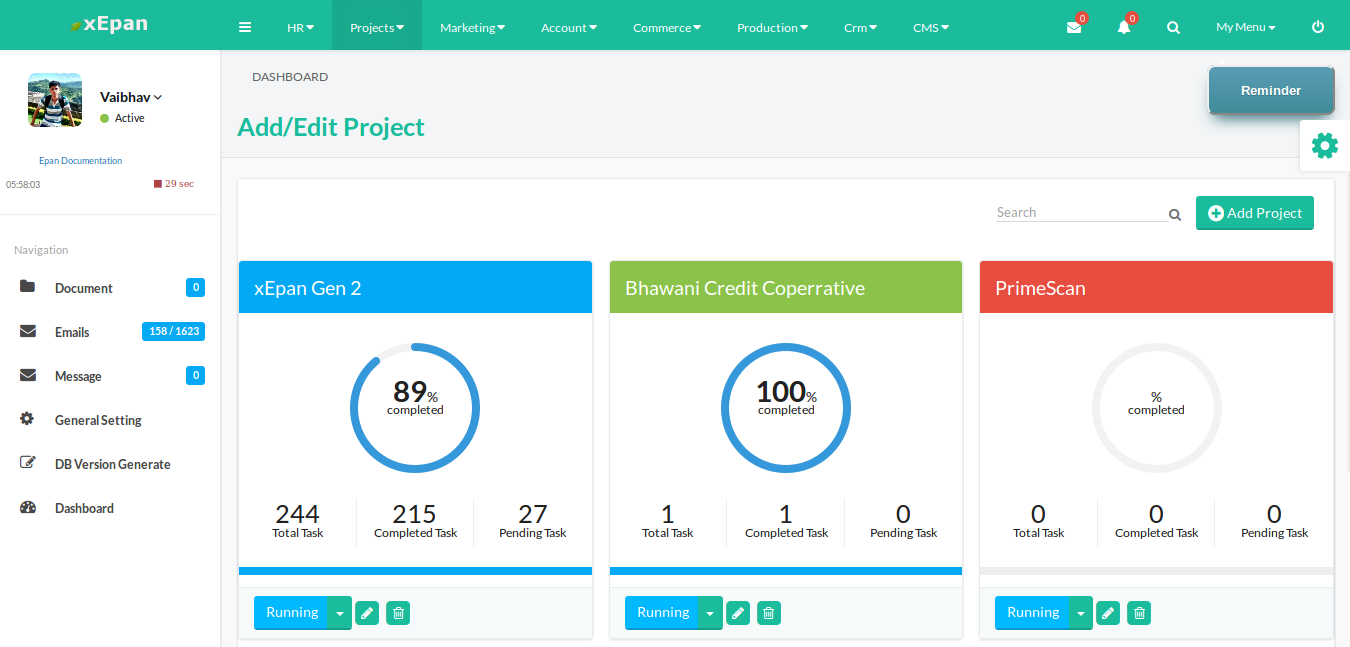 xEpan
HR
Projects
Marketing
Account
Commerce
Production
Crm
CMS
0
0
My Menu
Vaibhav
Active
Epan Documentation
05:58:03
29 sec
Navigation
Document 0
Emails 158 / 1623
Message 0
General Setting
DB Version Generate
Dashboard
DASHBOARD
Reminder
Add/Edit Project
Search
Add Project
xEpan Gen 2
89%
completed
244 215 27
Total Task Completed Task Pending Task
Running
Bhawani Credit Coperrative
100%
completed
1 1 0
Total Task Completed Task Pending Task
Running
PrimeScan
%
completed
0 0 0
Total Task Completed Task Pending Task
Running